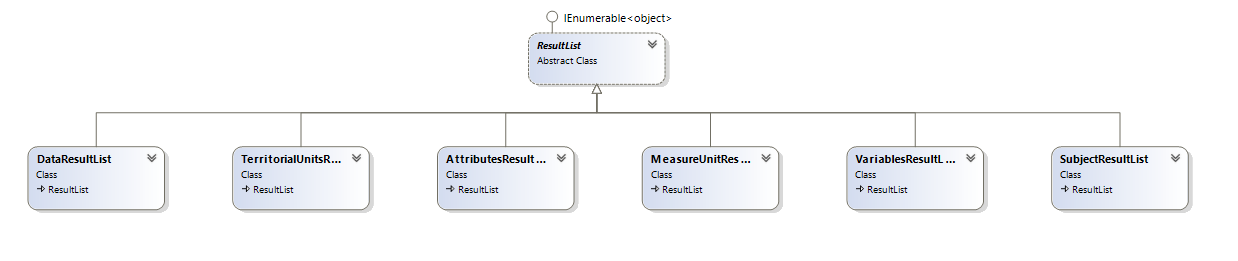 IEnumerable<object>
ResultList
Abstract Class
DataResultList
Class
ResultList
TerritorialUnitsR...
Class
ResultList
AttributesResult ...
Class
ResultList
MeasureUnitRes ...
Class
ResultList
VariablesResultL ...
Class
ResultList
SubjectResultList
Class
ResultList